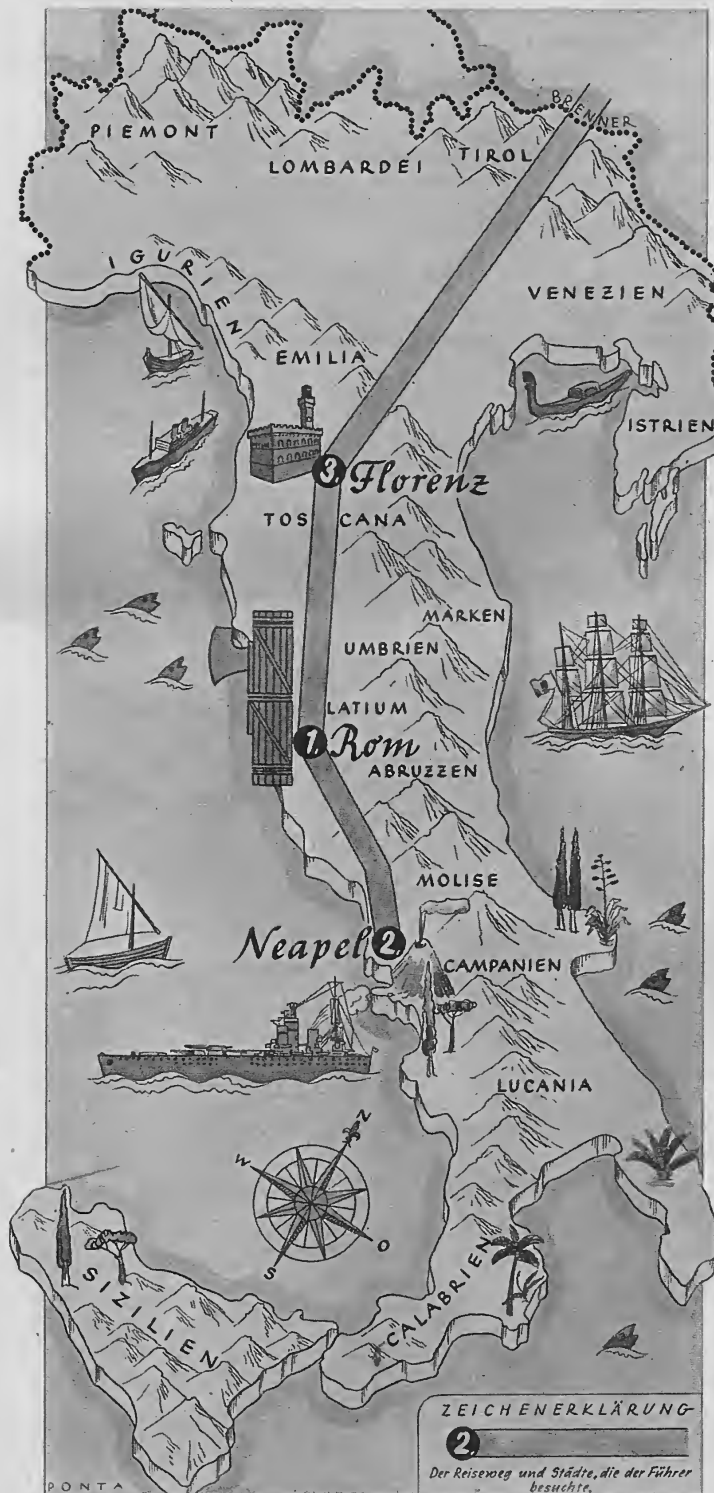 BRENNER
PIEMONT
LOMBARDEI
TIROL
IGURIEN
VENEZIEN
EMILIA
ISTRIEN
3. Florenz
TOSCANA
MARKEN
UMBRIEN
LATIUM
1. Rom
ABRUZZEN
MOLISE
Neapel 2
CAMPANIEN
LUCANIA
N
W
O
S
SIZILIEN
CALABRIEN
ZEICHENERKLÄRUNG
2.
Der Reiseweg und Städte, die der Führer
besuchte.
PONTA